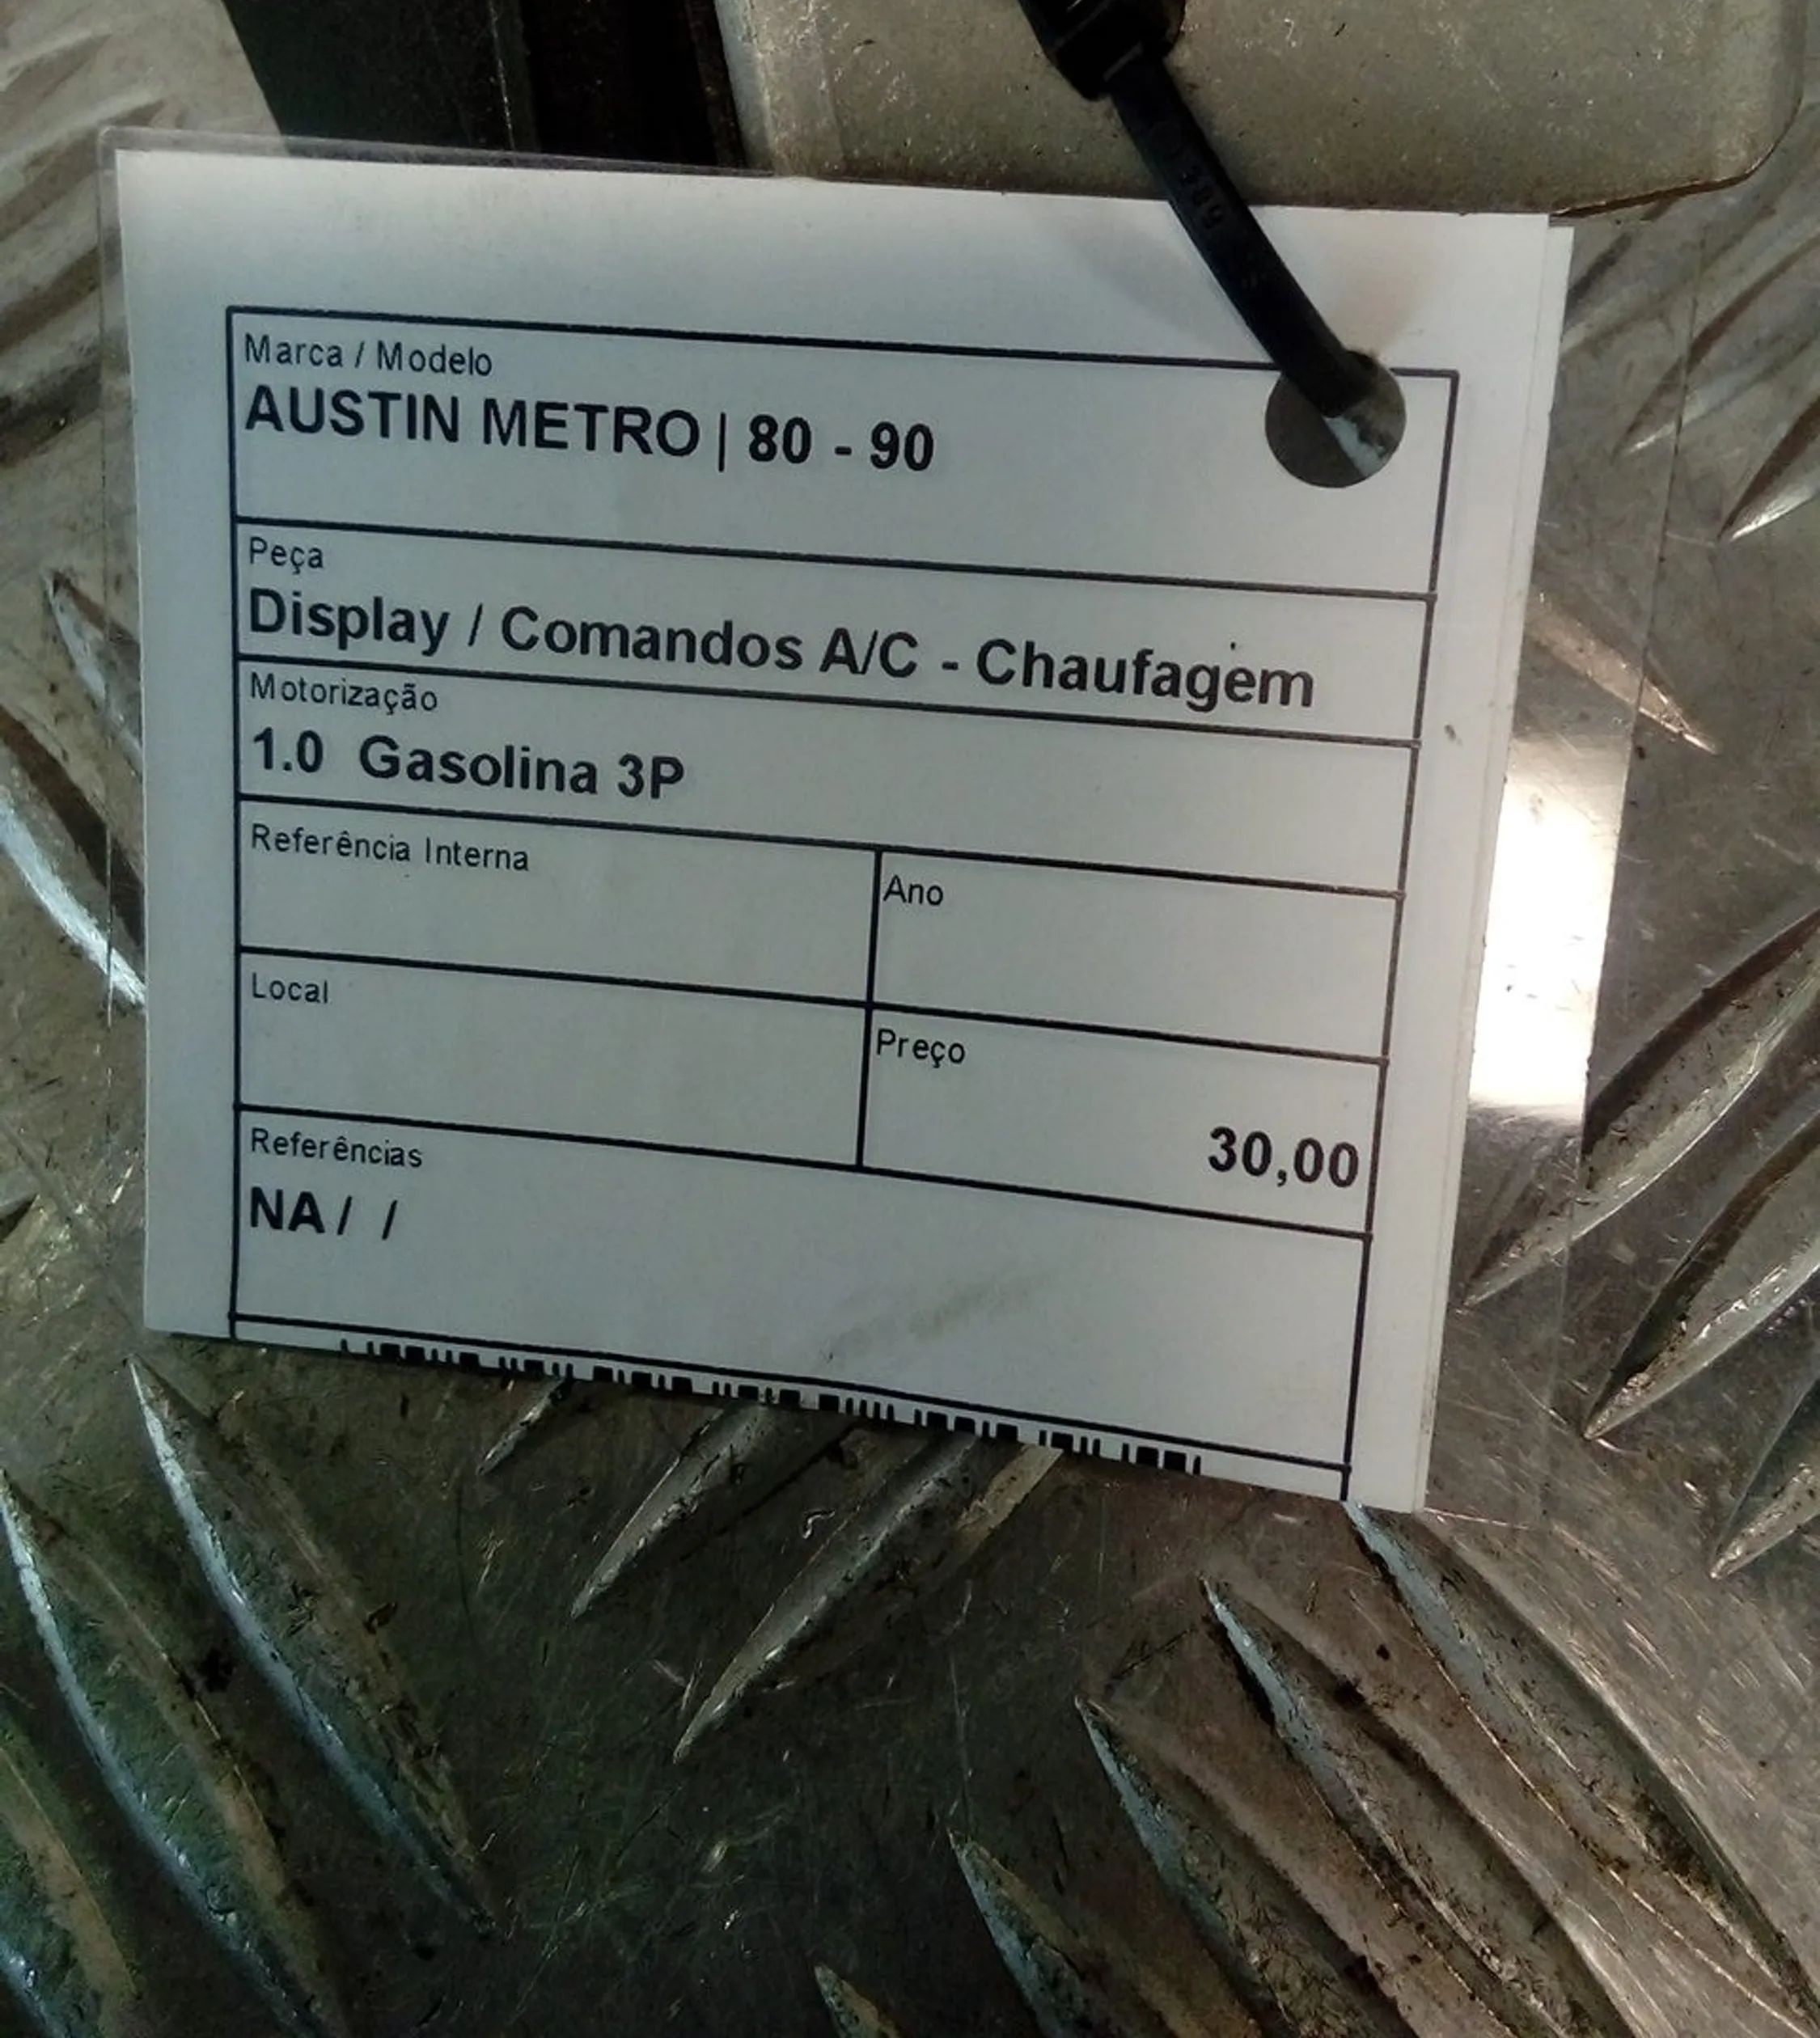 Marca / Modelo
AUSTIN METRO | 80 - 90
Peça
Display / Comandos A/C - Chaufagem
Motorização
1.0 Gasolina 3P
Referência Interna
Ano
Local
Preço
30,00
Referências
NA / /